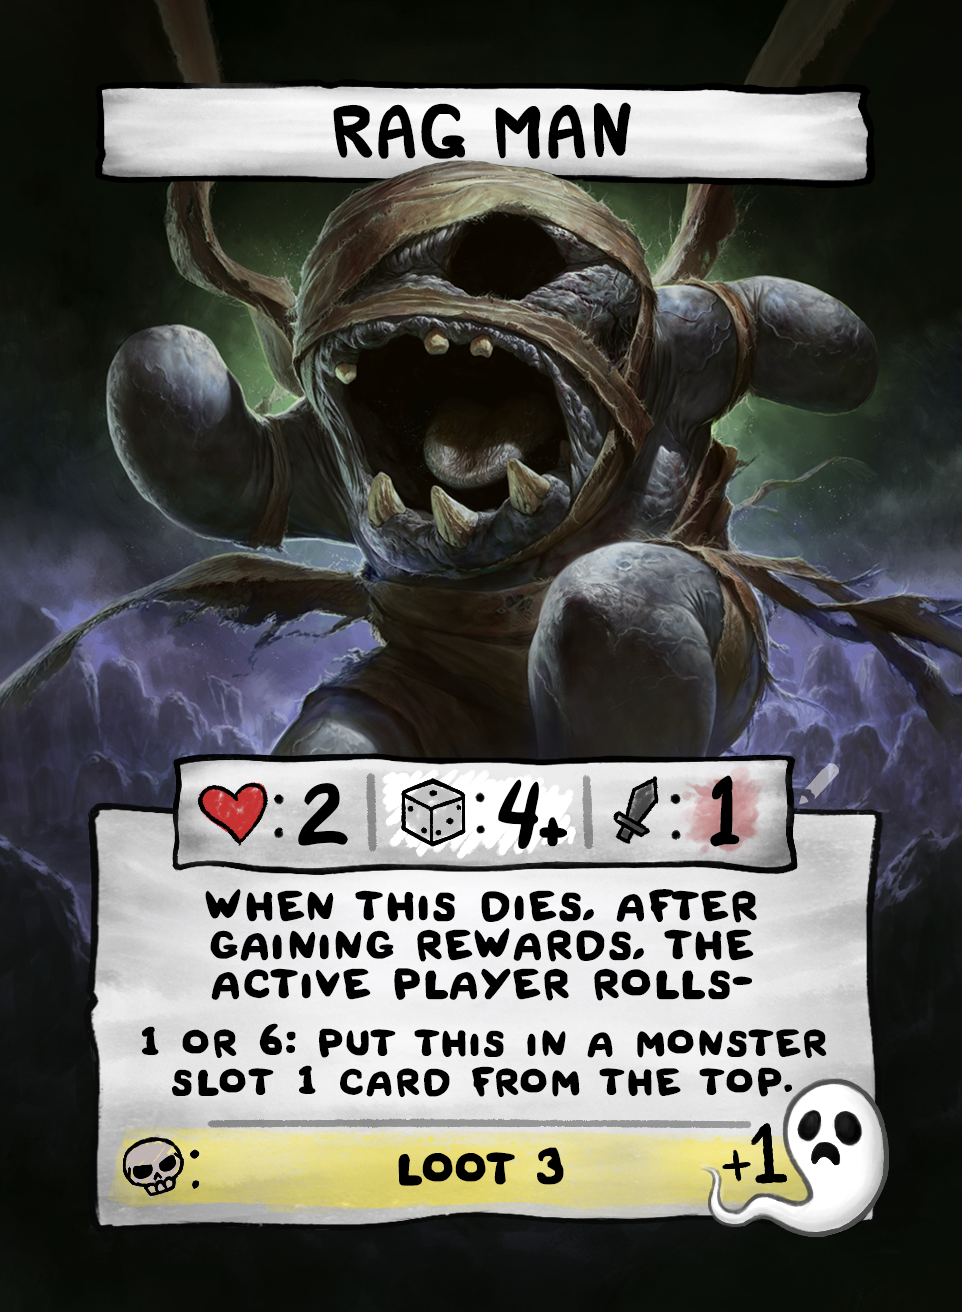 RAG MAN
: 2 : 4+ : 1
WHEN THIS DIES, AFTER
GAINING REWARDS, THE
ACTIVE PLAYER ROLLS-
1 OR 6: PUT THIS IN A MONSTER
SLOT 1 CARD FROM THE TOP.
: LOOT 3 +1